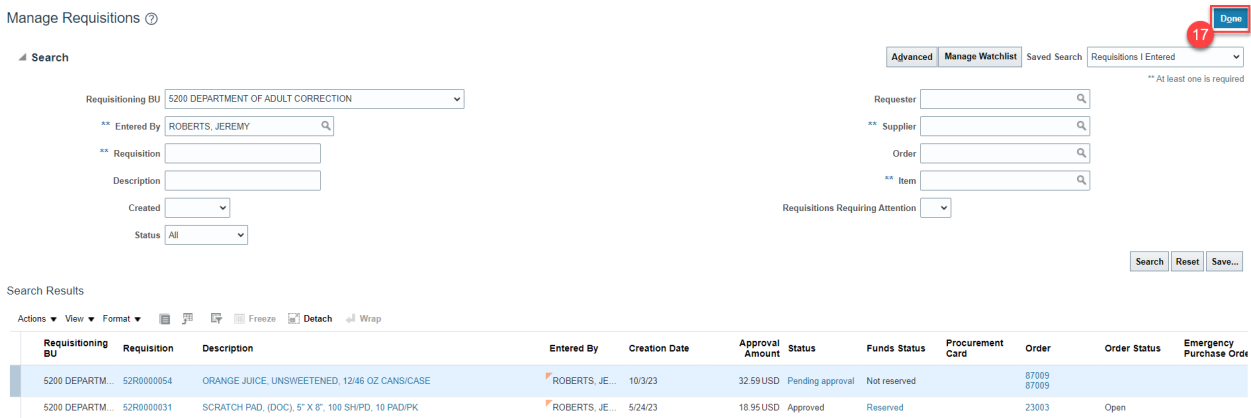 Manage Requisitions ?
Done
17
Search
Advanced Manage Watchlist Saved Search Requisitions I Entered
** At least one is required
Requisitioning BU 5200 DEPARTMENT OF ADULT CORRECTION
Requester
** Entered By ROBERTS, JEREMY
** Supplier
** Requisition
Order
Description
** Item
Created
Requisitions Requiring Attention
Status All
Search Reset Save...
Search Results
Actions View Format Freeze Detach Wrap
Requisitioning BU Requisition Description Entered By Creation Date Approval Amount Status Funds Status Procurement Card Order Order Status Emergency Purchase Orde
5200 DEPARTM... 52R0000054 ORANGE JUICE, UNSWEETENED, 12/46 OZ CANS/CASE ROBERTS, JE... 10/3/23 32.59 USD Pending approval Not reserved 87009
87009
5200 DEPARTM... 52R0000031 SCRATCH PAD, (DOC), 5" X 8", 100 SH/PD, 10 PAD/PK ROBERTS, JE... 5/24/23 18.95 USD Approved Reserved 23003 Open